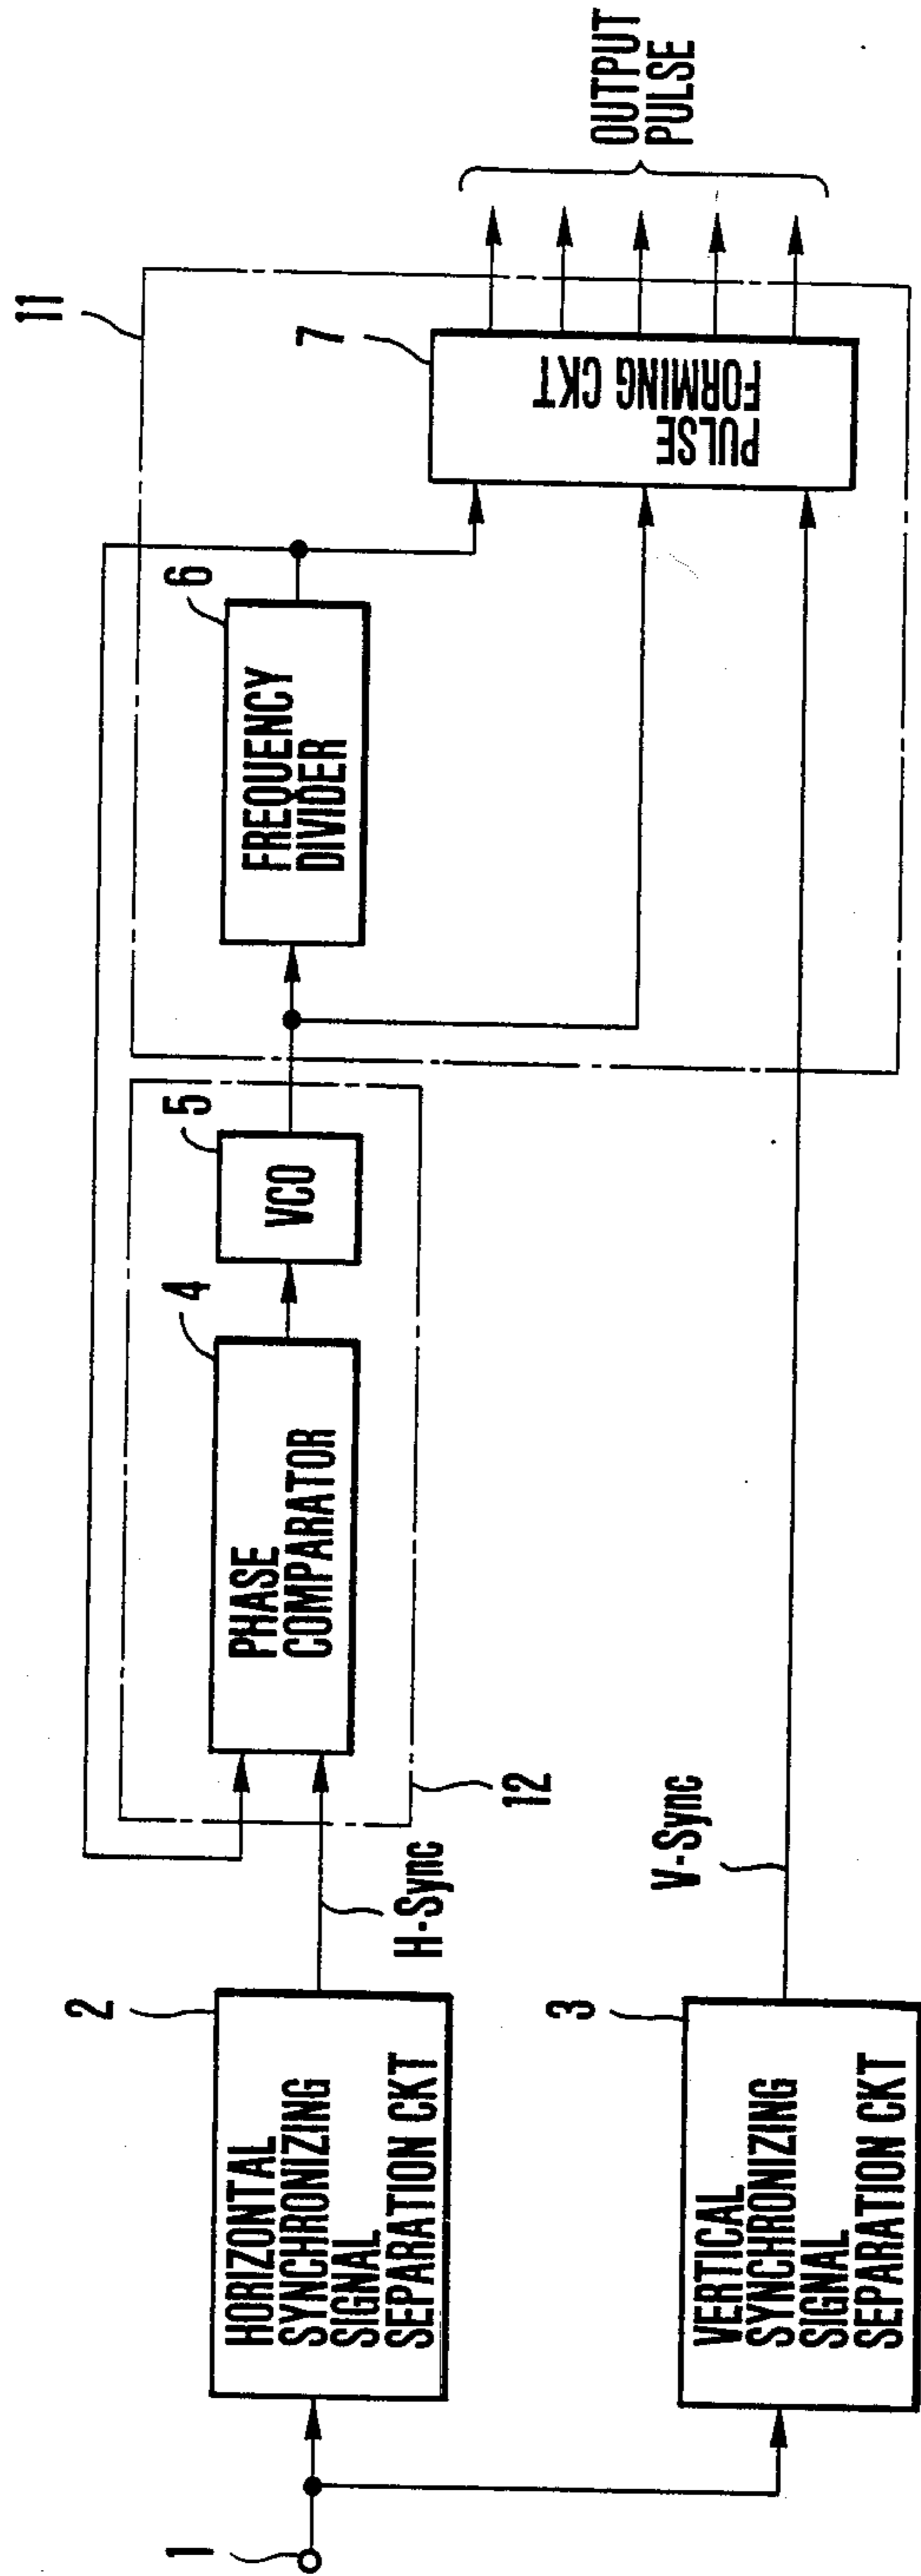 1
2
HORIZONTAL
SYNCHRONIZING
SIGNAL
SEPARATION CKT
3
VERTICAL
SYNCHRONIZING
SIGNAL
SEPARATION CKT
H-Sync
V-Sync
12
4
PHASE
COMPARATOR
5
VCO
11
6
FREQUENCY
DIVIDER
7
PULSE
FORMING CKT
OUTPUT
PULSE